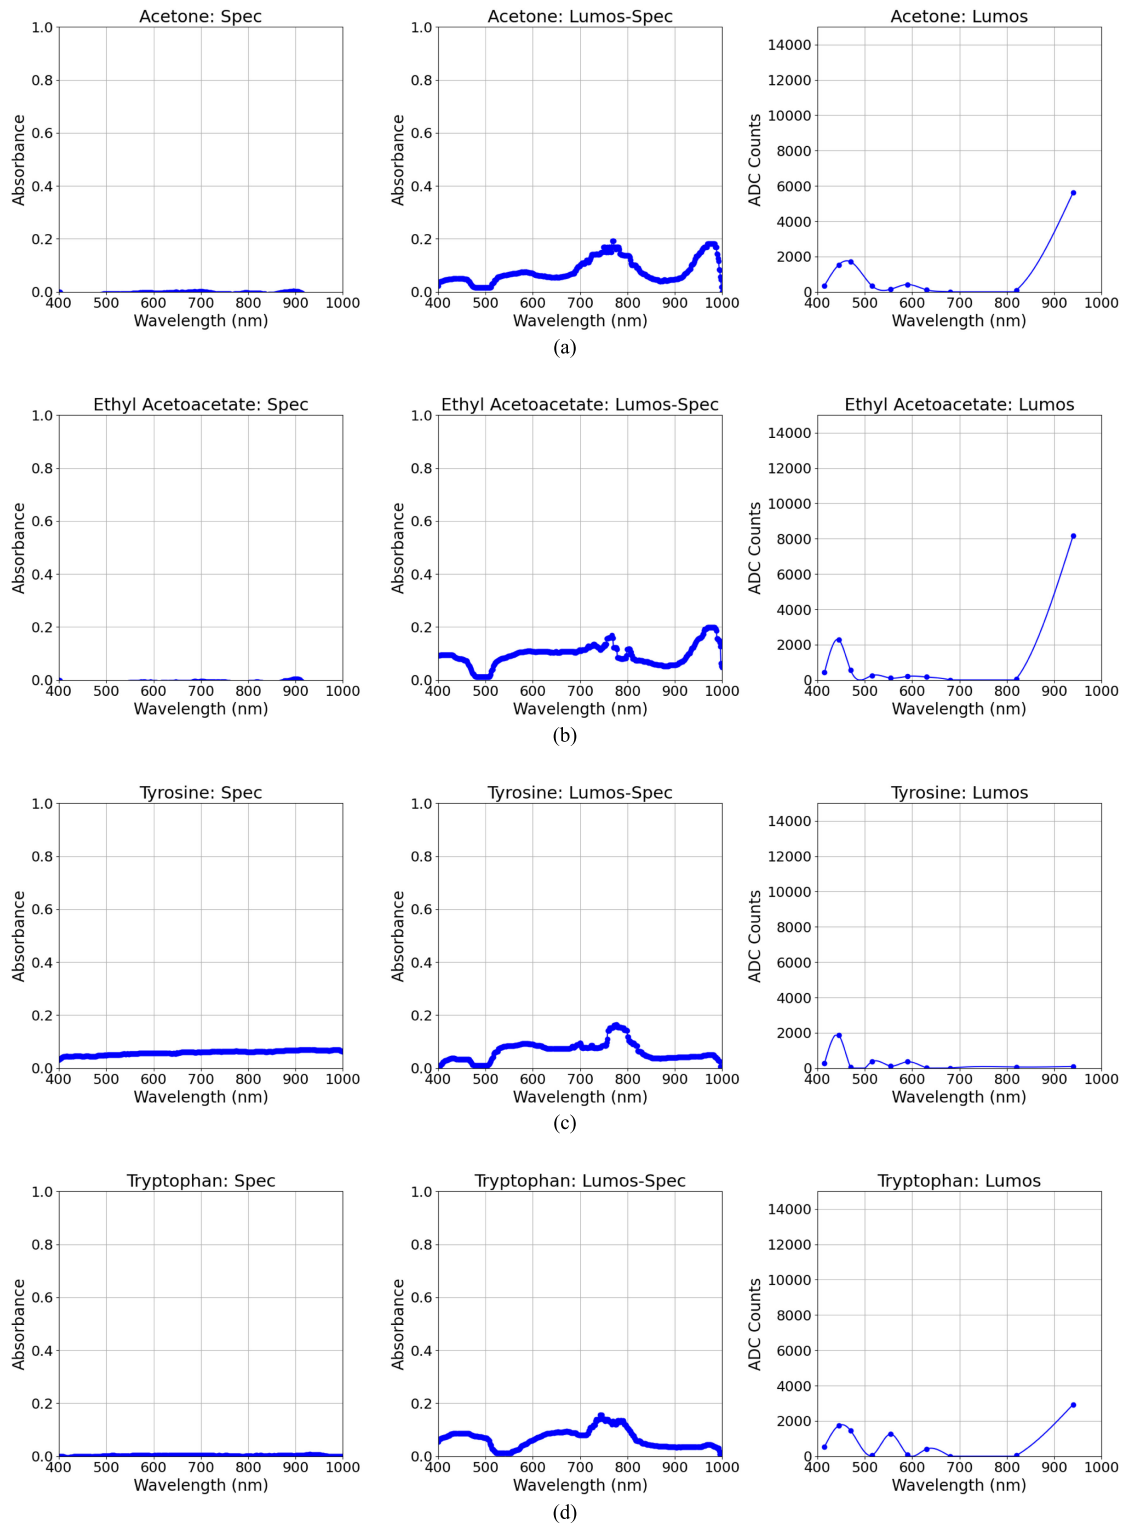 Acetone: Spec
Acetone: Lumos-Spec
Acetone: Lumos
1.0
0.8
0.6
0.4
0.2
0.0
Absorbance
400 500 600 700 800 900 1000
Wavelength (nm)
1.0
0.8
0.6
0.4
0.2
0.0
Absorbance
400 500 600 700 800 900 1000
Wavelength (nm)
14000
12000
10000
8000
6000
4000
2000
0
ADC Counts
400 500 600 700 800 900 1000
Wavelength (nm)
(a)
Ethyl Acetoacetate: Spec
Ethyl Acetoacetate: Lumos-Spec
Ethyl Acetoacetate: Lumos
1.0
0.8
0.6
0.4
0.2
0.0
Absorbance
400 500 600 700 800 900 1000
Wavelength (nm)
1.0
0.8
0.6
0.4
0.2
0.0
Absorbance
400 500 600 700 800 900 1000
Wavelength (nm)
14000
12000
10000
8000
6000
4000
2000
0
ADC Counts
400 500 600 700 800 900 1000
Wavelength (nm)
(b)
Tyrosine: Spec
Tyrosine: Lumos-Spec
Tyrosine: Lumos
1.0
0.8
0.6
0.4
0.2
0.0
Absorbance
400 500 600 700 800 900 1000
Wavelength (nm)
1.0
0.8
0.6
0.4
0.2
0.0
Absorbance
400 500 600 700 800 900 1000
Wavelength (nm)
14000
12000
10000
8000
6000
4000
2000
0
ADC Counts
400 500 600 700 800 900 1000
Wavelength (nm)
(c)
Tryptophan: Spec
Tryptophan: Lumos-Spec
Tryptophan: Lumos
1.0
0.8
0.6
0.4
0.2
0.0
Absorbance
400 500 600 700 800 900 1000
Wavelength (nm)
1.0
0.8
0.6
0.4
0.2
0.0
Absorbance
400 500 600 700 800 900 1000
Wavelength (nm)
14000
12000
10000
8000
6000
4000
2000
0
ADC Counts
400 500 600 700 800 900 1000
Wavelength (nm)
(d)